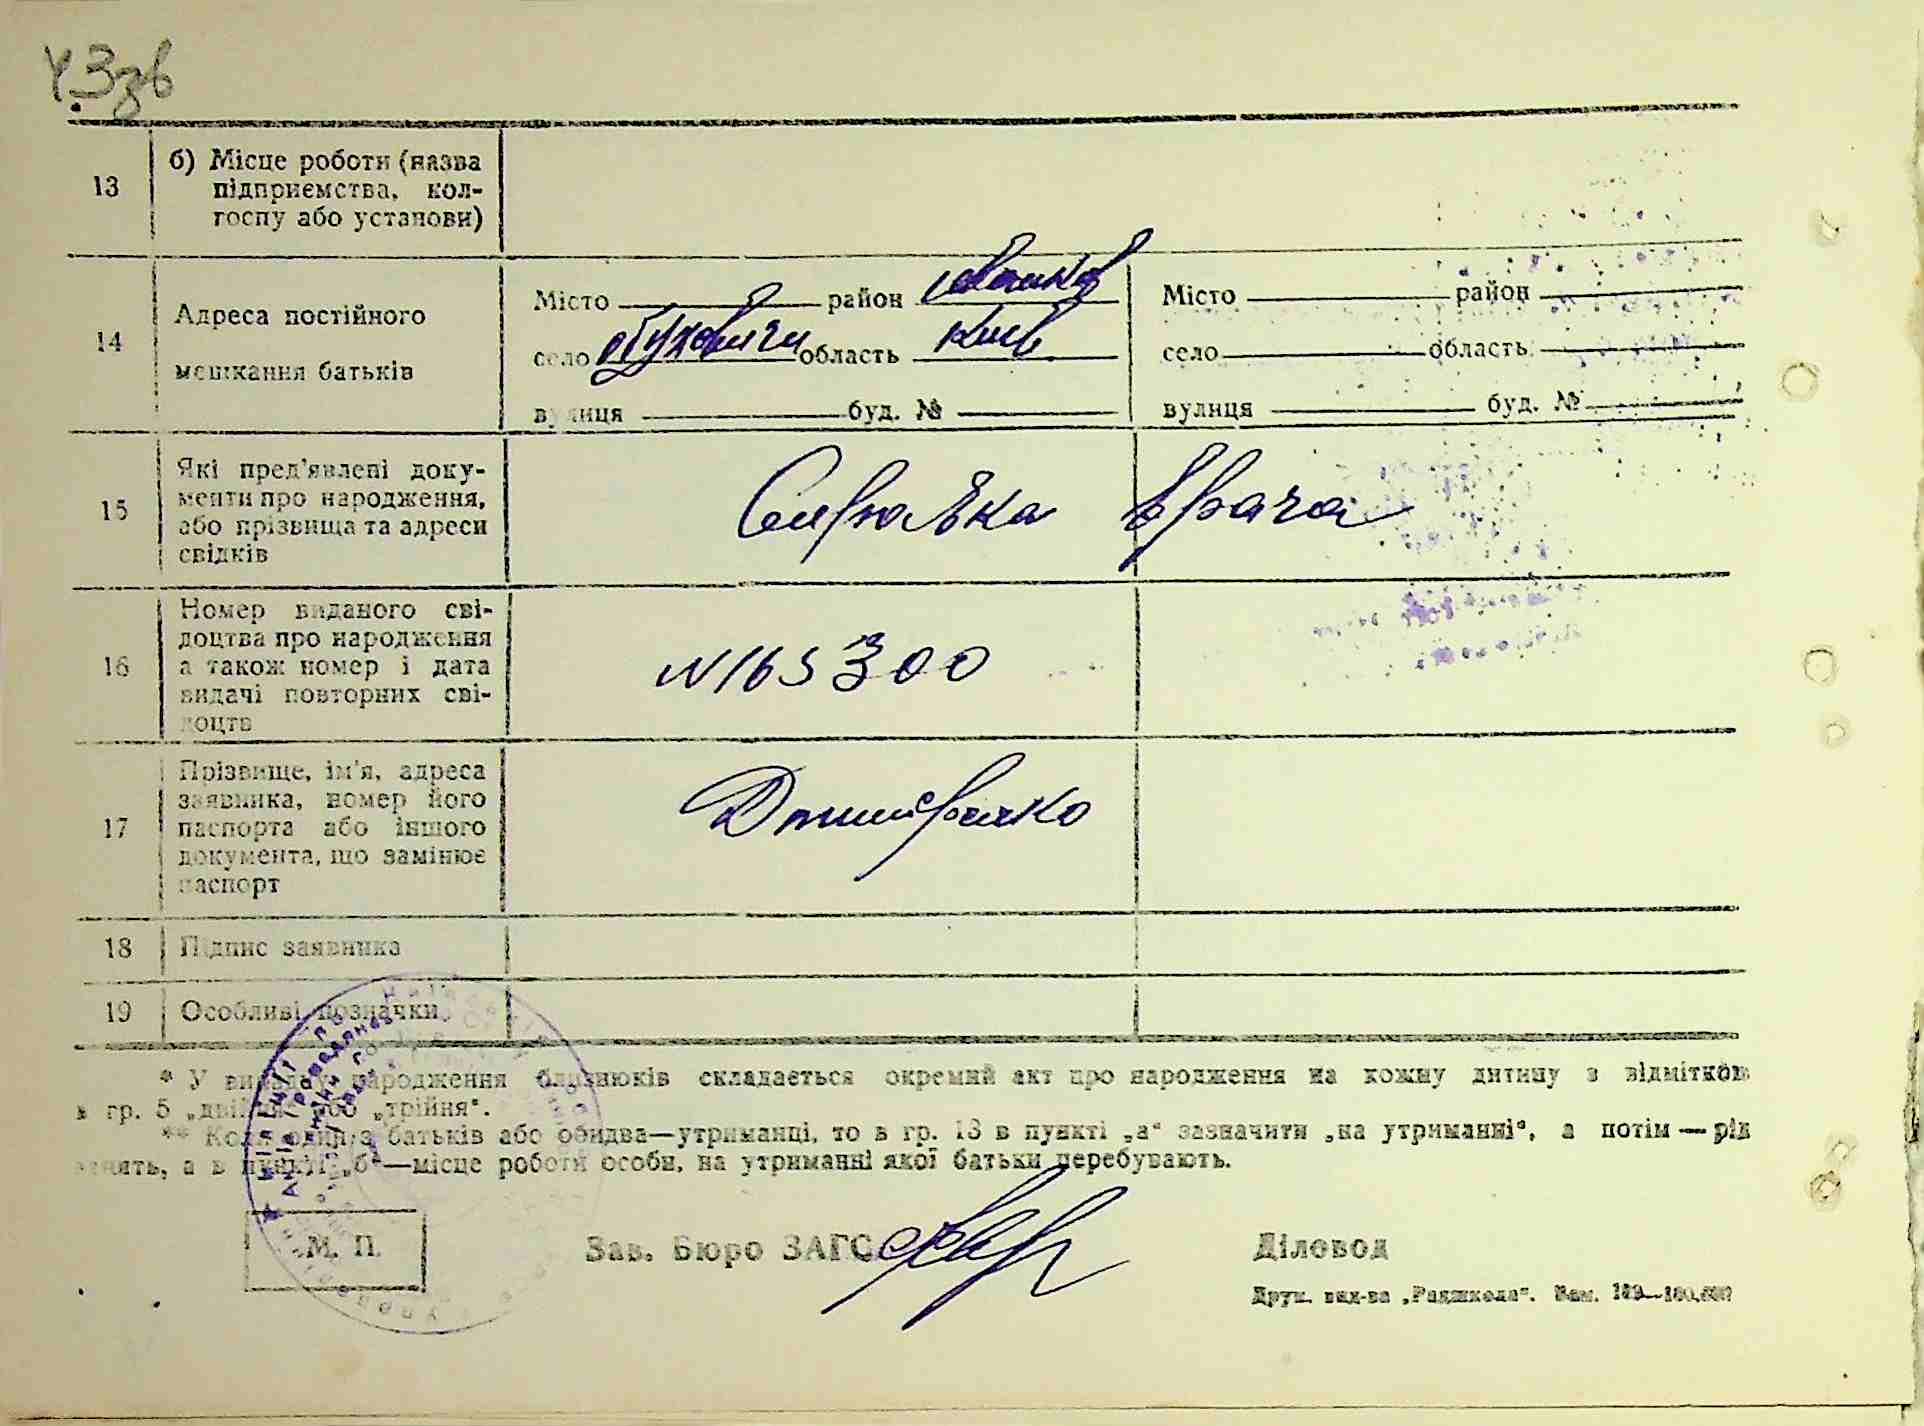 13
б) Місце роботи (назва
підприємства, кол-
госпу або установи)
14
Адреса постійного
мешкання батьків
Місто район
село Обуховичи область Київ
вулиця буд. №
Місто район
село область
вулиця буд. №
15
Які пред'явлені доку-
менти про народження,
або прізвища та адреси
свідків
Справка врача
16
Номер виданого сві-
доцтва про народження
а також номер і дата
видачі повторних сві-
доцтв
N 165300
17
Прізвище, ім'я, адреса
заявника, номер його
паспорта або іншого
документа, що замінює
паспорт
18
Підпис заявника
19
Особливі позначки
* У випадку народження близнюків складається окремий акт про народження на кожну дитину з відміткою
в гр. 5 „двійня“ або „трійня“.
** Коли один з батьків або обидва—утриманці, то в гр. 13 в пункті „а“ зазначити „на утриманні“, а потім — рід
занять, а в пункті „б“—місце роботи особи, на утриманні якої батьки перебувають.
М. П.
Зав. Бюро ЗАГС
Діловод
Друк. вид-ва „Радшкола“. Зам.